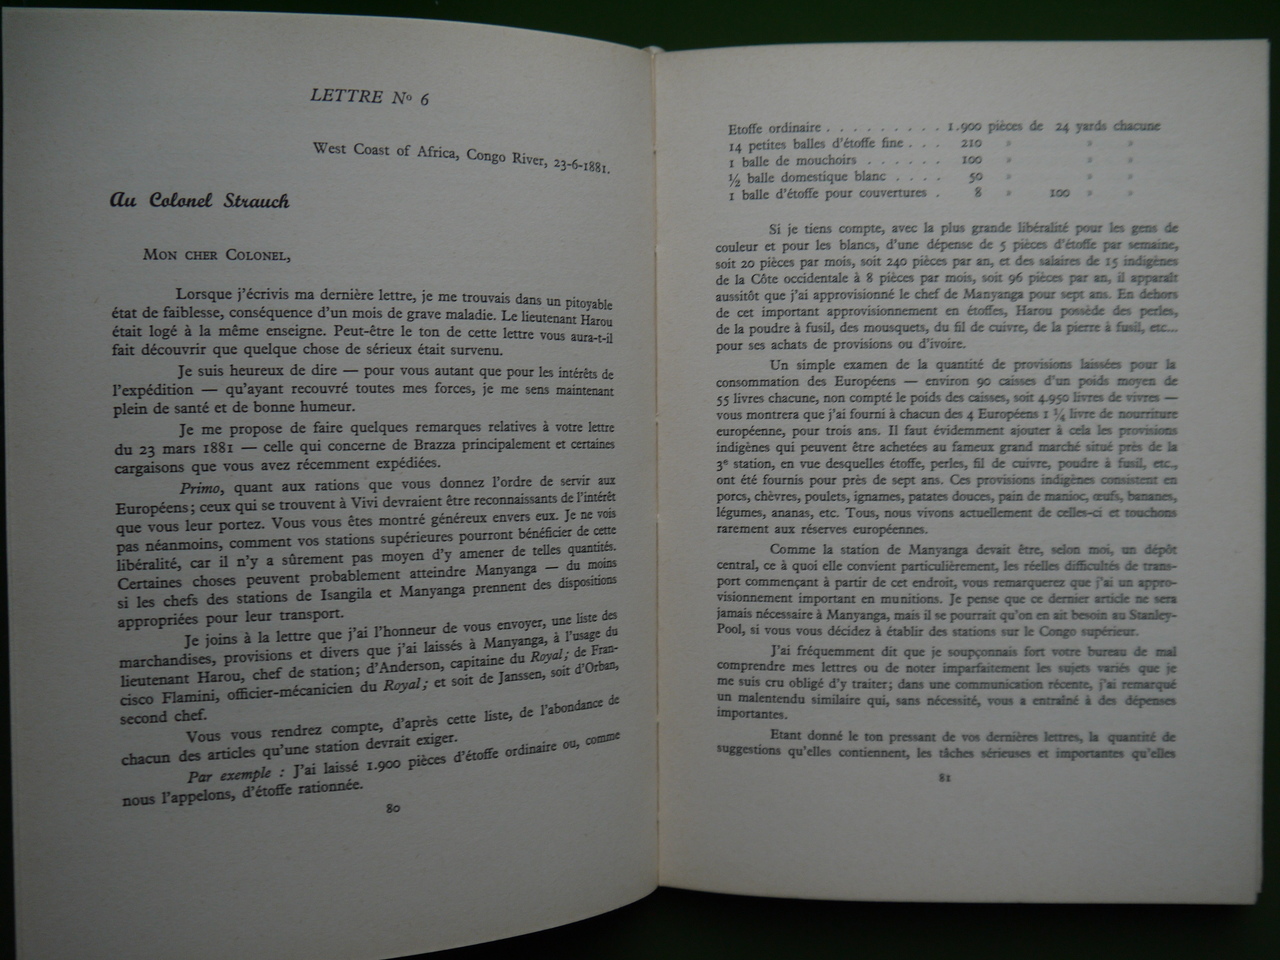 LETTRE Nº 6
West Coast of Africa, Congo River, 23-6-1881.
Au Colonel Strauch
MON CHER COLONEL,
Lorsque j'écrivis ma dernière lettre, je me trouvais dans un pitoyable
état de faiblesse, conséquence d'un mois de grave maladie. Le lieutenant Harou
était logé à la même enseigne. Peut-être le ton de cette lettre vous aura-t-il
fait découvrir que quelque chose de sérieux était survenu.
Je suis heureux de dire — pour vous autant que pour les intérêts de
l'expédition — qu'ayant recouvré toutes mes forces, je me sens maintenant
plein de santé et de bonne humeur.
Je me propose de faire quelques remarques relatives à votre lettre
du 23 mars 1881 — celle qui concerne de Brazza principalement et certaines
cargaisons que vous avez récemment expédiées.
Primo, quant aux rations que vous donnez l'ordre de servir aux
Européens; ceux qui se trouvent à Vivi devraient être reconnaissants de l'intérêt
que vous leur portez. Vous vous êtes montré généreux envers eux. Je ne vois
pas néanmoins, comment vos stations supérieures pourront bénéficier de cette
libéralité, car il n'y a sûrement pas moyen d'y amener de telles quantités.
Certaines choses peuvent probablement atteindre Manyanga — du moins
si les chefs des stations de Isangila et Manyanga prennent des dispositions
appropriées pour leur transport.
Je joins à la lettre que j'ai l'honneur de vous envoyer, une liste des
marchandises, provisions et divers que j'ai laissés à Manyanga, à l'usage du
lieutenant Harou, chef de station; d'Anderson, capitaine du Royal; de Fran-
cisco Flamini, officier-mécanicien du Royal; et soit de Janssen, soit d'Orban,
second chef.
Vous vous rendrez compte, d'après cette liste, de l'abondance de
chacun des articles qu'une station devrait exiger.
Par exemple : J'ai laissé 1.900 pièces d'étoffe ordinaire ou, comme
nous l'appelons, d'étoffe rationnée.
80
Etoffe ordinaire . . . . . . . . . 1.900 pièces de 24 yards chacune
14 petites balles d'étoffe fine . . . 210 » » »
1 balle de mouchoirs . . . . . . 100 » » »
½ balle domestique blanc . . . . 50 » » »
1 balle d'étoffe pour couvertures . 8 » 100 » »
Si je tiens compte, avec la plus grande libéralité pour les gens de
couleur et pour les blancs, d'une dépense de 5 pièces d'étoffe par semaine,
soit 20 pièces par mois, soit 240 pièces par an, et des salaires de 15 indigènes
de la Côte occidentale à 8 pièces par mois, soit 96 pièces par an, il apparaît
aussitôt que j'ai approvisionné le chef de Manyanga pour sept ans. En dehors
de cet important approvisionnement en étoffes, Harou possède des perles,
de la poudre à fusil, des mousquets, du fil de cuivre, de la pierre à fusil, etc...
pour ses achats de provisions ou d'ivoire.
Un simple examen de la quantité de provisions laissées pour la
consommation des Européens — environ 90 caisses d'un poids moyen de
55 livres chacune, non compté le poids des caisses, soit 4.950 livres de vivres —
vous montrera que j'ai fourni à chacun des 4 Européens 1 ¼ livre de nourriture
européenne, pour trois ans. Il faut évidemment ajouter à cela les provisions
indigènes qui peuvent être achetées au fameux grand marché situé près de la
3e station, en vue desquelles étoffe, perles, fil de cuivre, poudre à fusil, etc.,
ont été fournis pour près de sept ans. Ces provisions indigènes consistent en
porcs, chèvres, poulets, ignames, patates douces, pain de manioc, œufs, bananes,
légumes, ananas, etc. Tous, nous vivons actuellement de celles-ci et touchons
rarement aux réserves européennes.
Comme la station de Manyanga devait être, selon moi, un dépôt
central, ce à quoi elle convient particulièrement, les réelles difficultés de trans-
port commençant à partir de cet endroit, vous remarquerez que j'ai un appro-
visionnement important en munitions. Je pense que ce dernier article ne sera
jamais nécessaire à Manyanga, mais il se pourrait qu'on en ait besoin au Stanley-
Pool, si vous vous décidez à établir des stations sur le Congo supérieur.
J'ai fréquemment dit que je soupçonnais fort votre bureau de mal
comprendre mes lettres ou de noter imparfaitement les sujets variés que je
me suis cru obligé d'y traiter; dans une communication récente, j'ai remarqué
un malentendu similaire qui, sans nécessité, vous a entraîné à des dépenses
importantes.
Etant donné le ton pressant de vos dernières lettres, la quantité de
suggestions qu'elles contiennent, les tâches sérieuses et importantes qu'elles
81